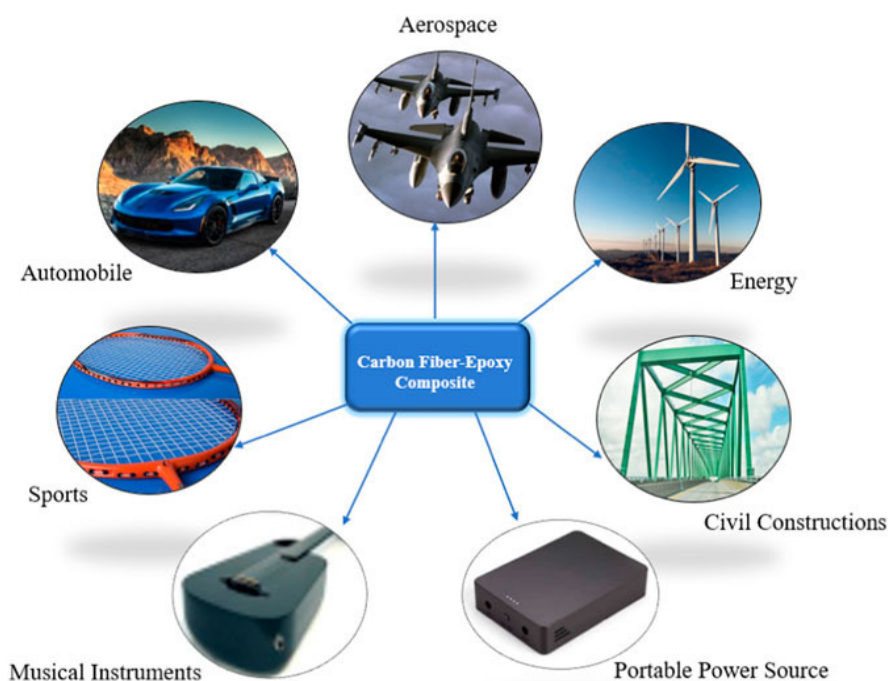 Aerospace
Automobile
Energy
Carbon Fiber-Epoxy
Composite
Sports
Civil Constructions
Musical Instruments
Portable Power Source